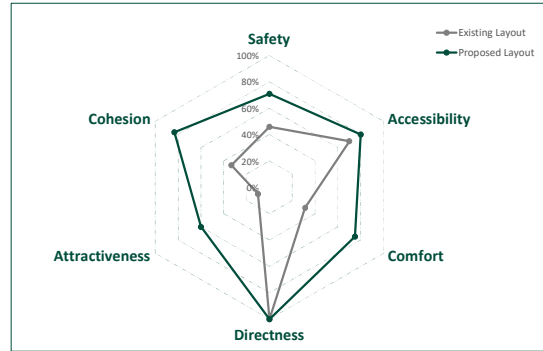 Safety
Existing Layout
Proposed Layout
100%
80%
60%
40%
20%
0%
Cohesion
Accessibility
Attractiveness
Comfort
Directness